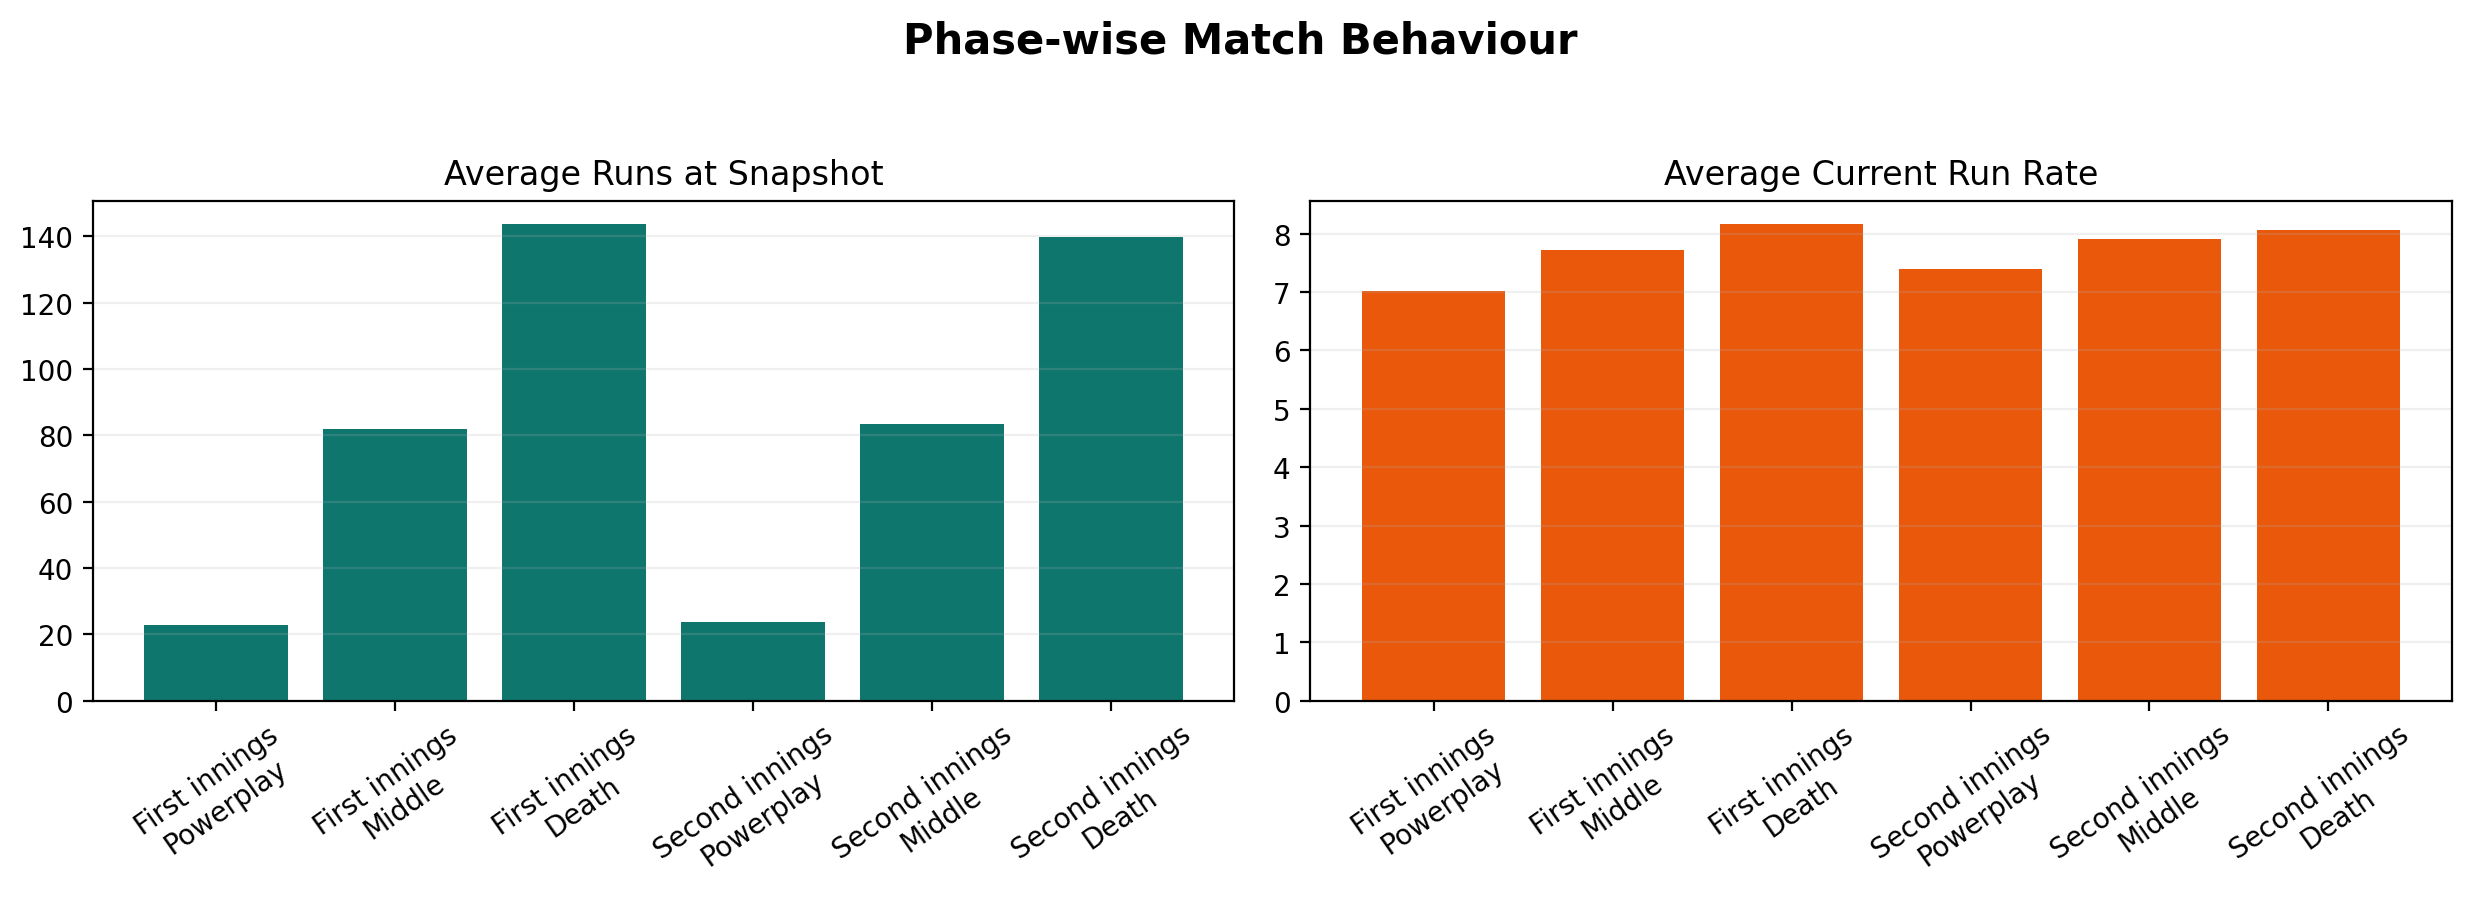 Phase-wise Match Behaviour
Average Runs at Snapshot
140
120
100
80
60
40
20
0
First innings
Powerplay
First innings
Middle
First innings
Death
Second innings
Powerplay
Second innings
Middle
Second innings
Death
Average Current Run Rate
8
7
6
5
4
3
2
1
0
First innings
Powerplay
First innings
Middle
First innings
Death
Second innings
Powerplay
Second innings
Middle
Second innings
Death